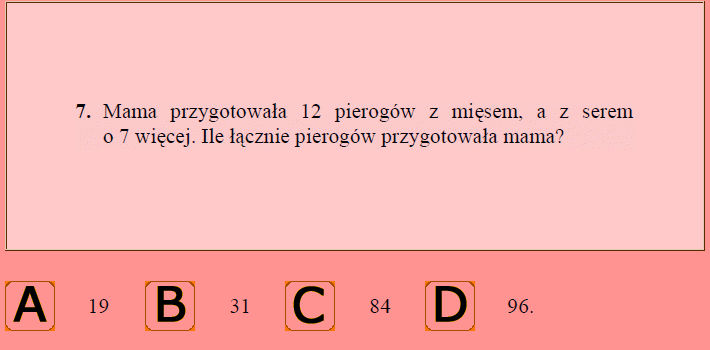 7. Mama przygotowała 12 pierogów z mięsem, a z serem
o 7 więcej. Ile łącznie pierogów przygotowała mama?
A 19 B 31 C 84 D 96.